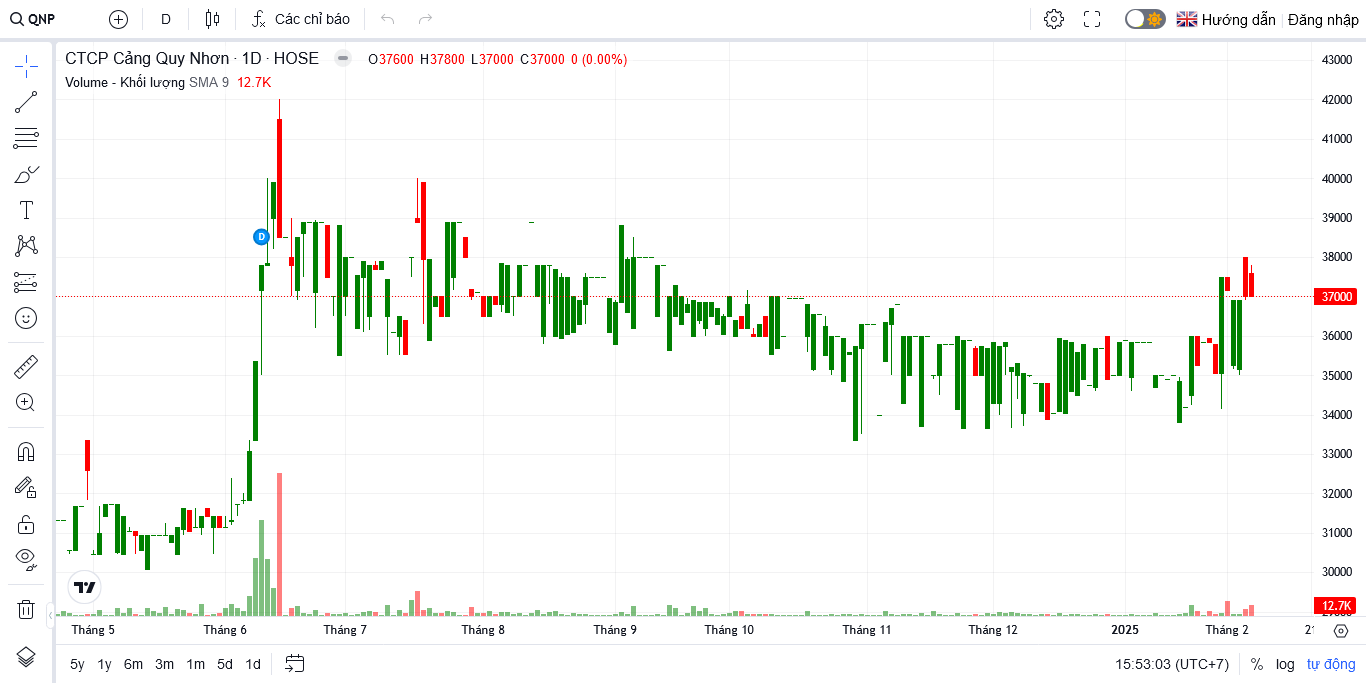 QNP D Các chỉ báo Hướng dẫn Đăng nhập
CTCP Cảng Quy Nhơn · 1D · HOSE O37600 H37800 L37000 C37000 0 (0.00%)
Volume - Khối lượng SMA 9 12.7K
43000
42000
41000
40000
39000
D
38000
37000
36000
35000
34000
33000
32000
31000
30000
12.7K
Tháng 5 Tháng 6 Tháng 7 Tháng 8 Tháng 9 Tháng 10 Tháng 11 Tháng 12 2025 Tháng 2
5y 1y 6m 3m 1m 5d 1d 15:53:03 (UTC+7) % log tự động